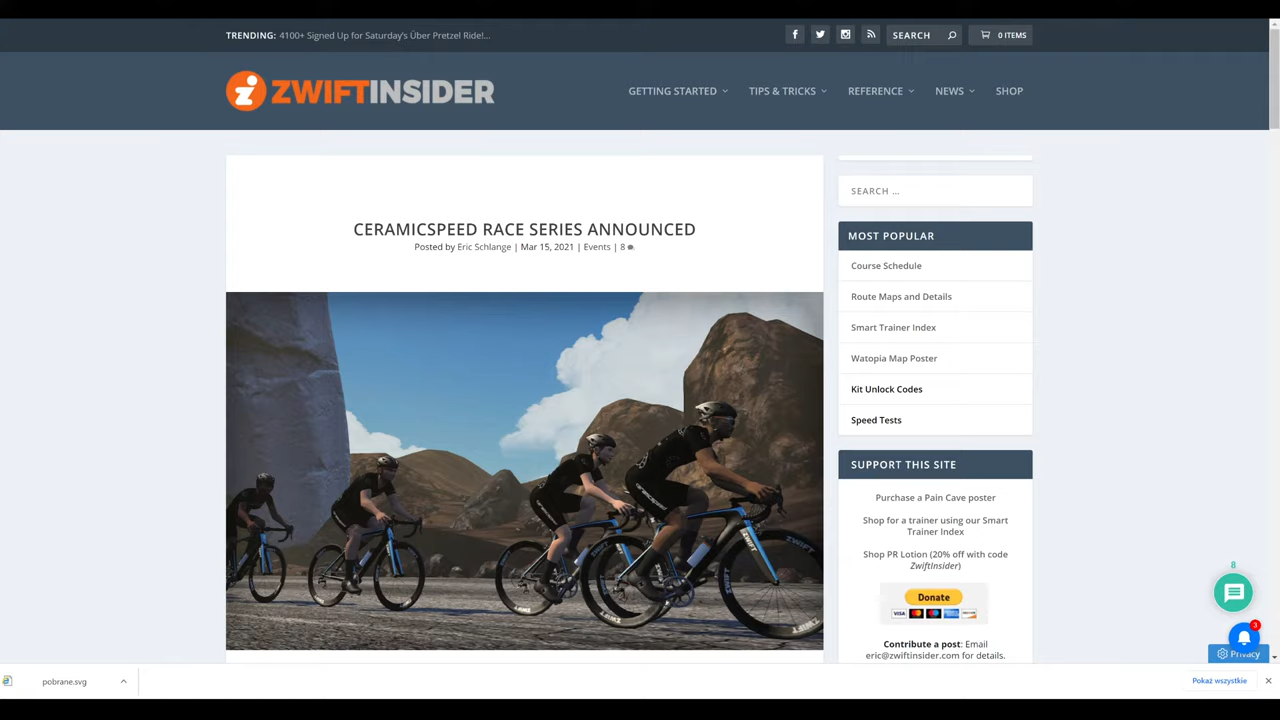 TRENDING: 4100+ Signed Up for Saturday's Über Pretzel Ride!...
SEARCH
0 ITEMS
ZWIFTINSIDER
GETTING STARTED
TIPS & TRICKS
REFERENCE
NEWS
SHOP
CERAMICSPEED RACE SERIES ANNOUNCED
Posted by Eric Schlange | Mar 15, 2021 | Events | 8
SEARCH ...
MOST POPULAR
Course Schedule
Route Maps and Details
Smart Trainer Index
Watopia Map Poster
Kit Unlock Codes
Speed Tests
SUPPORT THIS SITE
Purchase a Pain Cave poster
Shop for a trainer using our Smart
Trainer Index
Shop PR Lotion (20% off with code
ZwiftInsider)
Donate
VISA
Contribute a post: Email
eric@zwiftinsider.com for details.
8
3
Privacy
pobrane.svg
Pokaż wszystkie